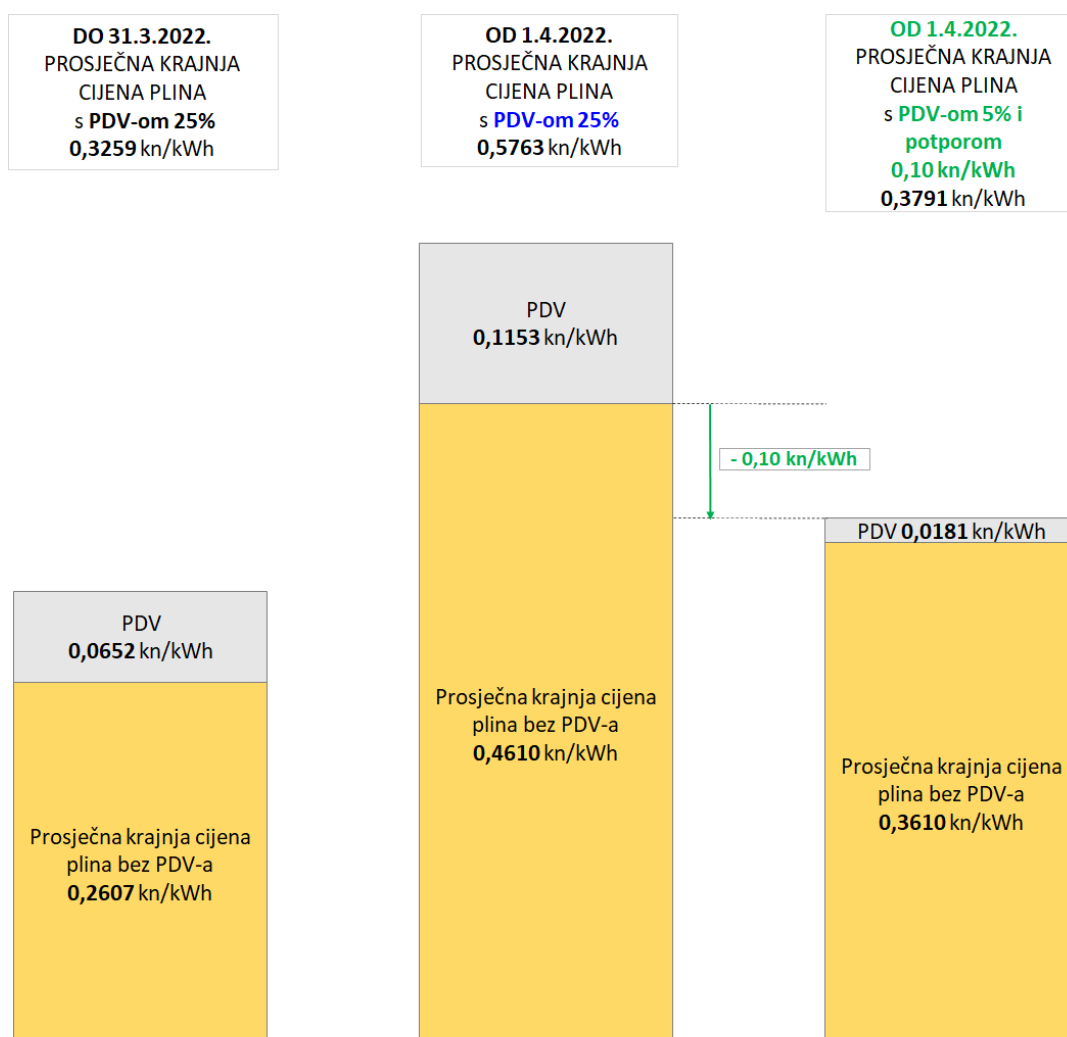 DO 31.3.2022.
PROSJEČNA KRAJNJA
CIJENA PLINA
s PDV-om 25%
0,3259 kn/kWh
OD 1.4.2022.
PROSJEČNA KRAJNJA
CIJENA PLINA
s PDV-om 25%
0,5763 kn/kWh
OD 1.4.2022.
PROSJEČNA KRAJNJA
CIJENA PLINA
s PDV-om 5% i
potporom
0,10 kn/kWh
0,3791 kn/kWh
PDV
0,0652 kn/kWh
Prosječna krajnja cijena
plina bez PDV-a
0,2607 kn/kWh
PDV
0,1153 kn/kWh
Prosječna krajnja cijena
plina bez PDV-a
0,4610 kn/kWh
- 0,10 kn/kWh
PDV 0,0181 kn/kWh
Prosječna krajnja cijena
plina bez PDV-a
0,3610 kn/kWh